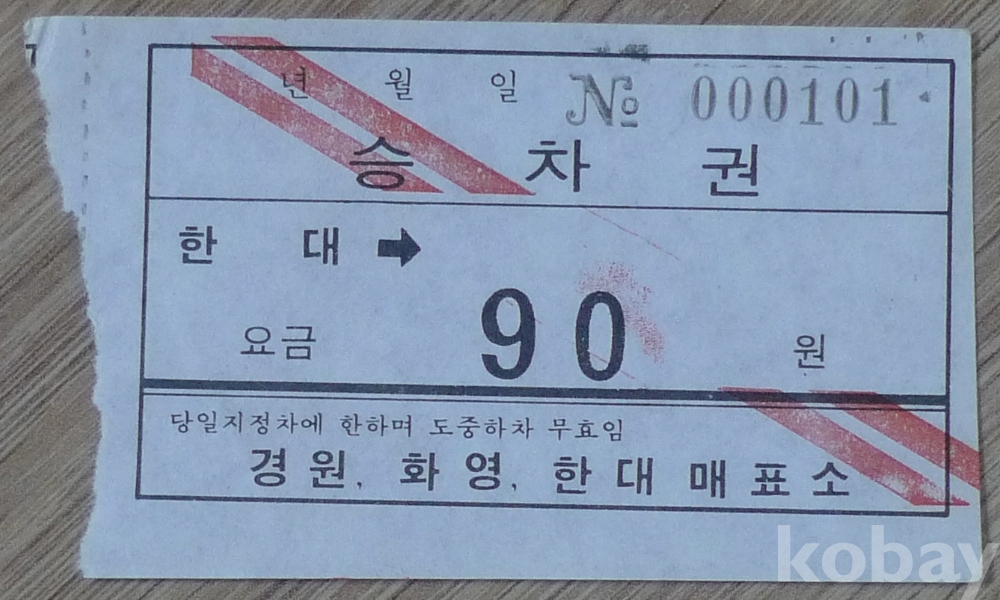 년 월 일 № 000101
승 차 권
한 대 ➡
요금 90 원
당일지정차에 한하며 도중하차 무효임
경원, 화영, 한대 매표소
kobay